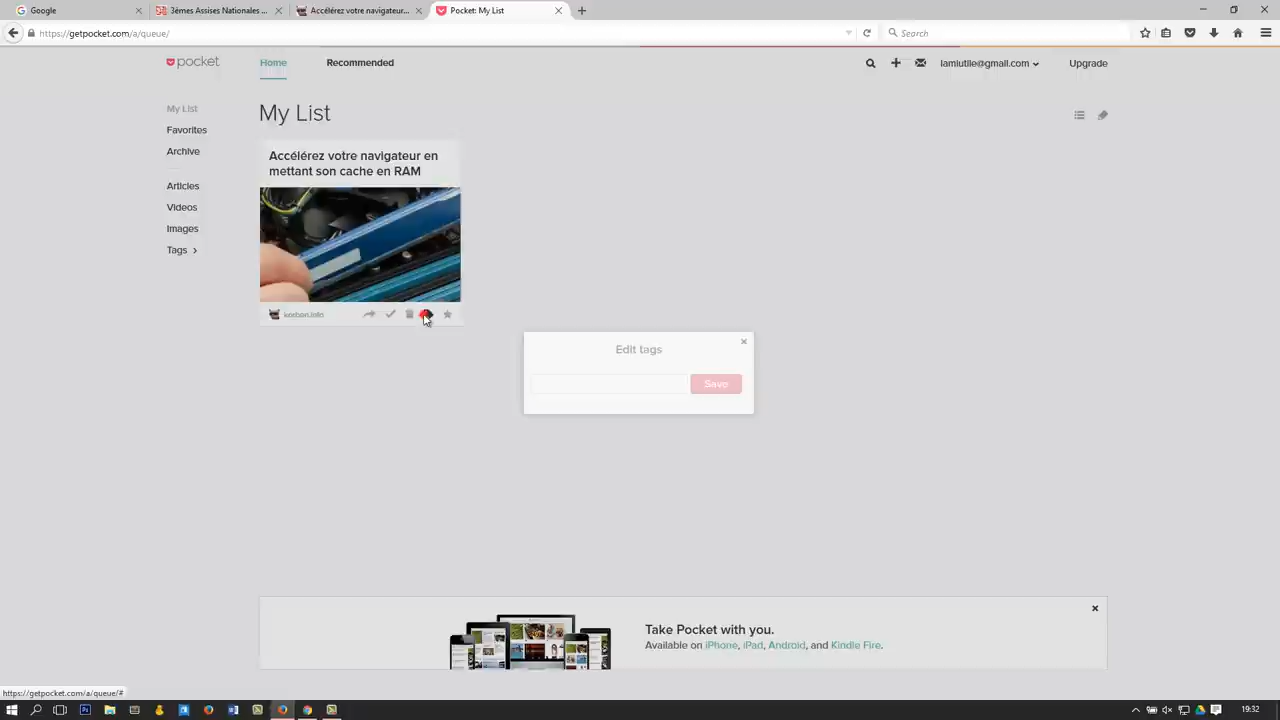 Google
3èmes Assises Nationales ...
Accélérez votre navigateur...
Pocket: My List
https://getpocket.com/a/queue/
Search
pocket
Home
Recommended
lamiutile@gmail.com
Upgrade
My List
Favorites
Archive
Articles
Videos
Images
Tags
My List
Accélérez votre navigateur en
mettant son cache en RAM
korben.info
Edit tags
Save
Take Pocket with you.
Available on iPhone, iPad, Android, and Kindle Fire.
https://getpocket.com/a/queue/#
19:32